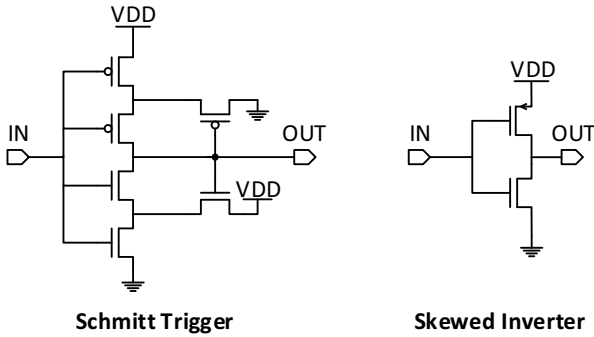 VDD
VDD
IN
OUT
IN
OUT
VDD
Schmitt Trigger
Skewed Inverter